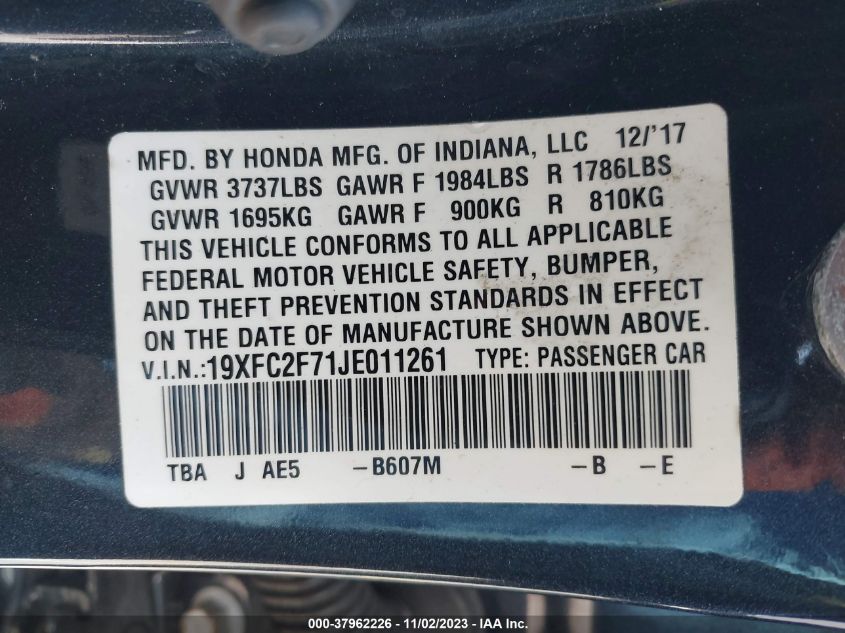 MFD. BY HONDA MFG. OF INDIANA, LLC 12/'17
GVWR 3737LBS GAWR F 1984LBS R 1786LBS
GVWR 1695KG GAWR F 900KG R 810KG
THIS VEHICLE CONFORMS TO ALL APPLICABLE
FEDERAL MOTOR VEHICLE SAFETY, BUMPER,
AND THEFT PREVENTION STANDARDS IN EFFECT
ON THE DATE OF MANUFACTURE SHOWN ABOVE.
V.I.N.:19XFC2F71JE011261 TYPE: PASSENGER CAR
TBA J AE5 -B607M -B -E
000-37962226 - 11/02/2023 - IAA Inc.